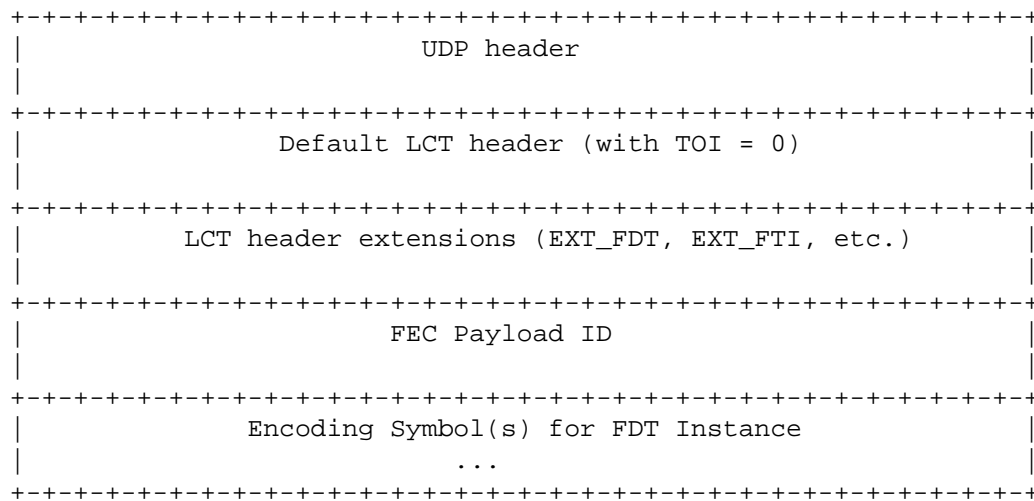 +-+-+-+-+-+-+-+-+-+-+-+-+-+-+-+-+-+-+-+-+-+-+-+-+-+-+-+-+-+-+-+-+
|                         UDP header                            |
|                                                               |
+-+-+-+-+-+-+-+-+-+-+-+-+-+-+-+-+-+-+-+-+-+-+-+-+-+-+-+-+-+-+-+-+
|                Default LCT header (with TOI = 0)              |
|                                                               |
+-+-+-+-+-+-+-+-+-+-+-+-+-+-+-+-+-+-+-+-+-+-+-+-+-+-+-+-+-+-+-+-+
|          LCT header extensions (EXT_FDT, EXT_FTI, etc.)       |
|                                                               |
+-+-+-+-+-+-+-+-+-+-+-+-+-+-+-+-+-+-+-+-+-+-+-+-+-+-+-+-+-+-+-+-+
|                       FEC Payload ID                          |
|                                                               |
+-+-+-+-+-+-+-+-+-+-+-+-+-+-+-+-+-+-+-+-+-+-+-+-+-+-+-+-+-+-+-+-+
|              Encoding Symbol(s) for FDT Instance              |
|                           ...                                 |
+-+-+-+-+-+-+-+-+-+-+-+-+-+-+-+-+-+-+-+-+-+-+-+-+-+-+-+-+-+-+-+-+